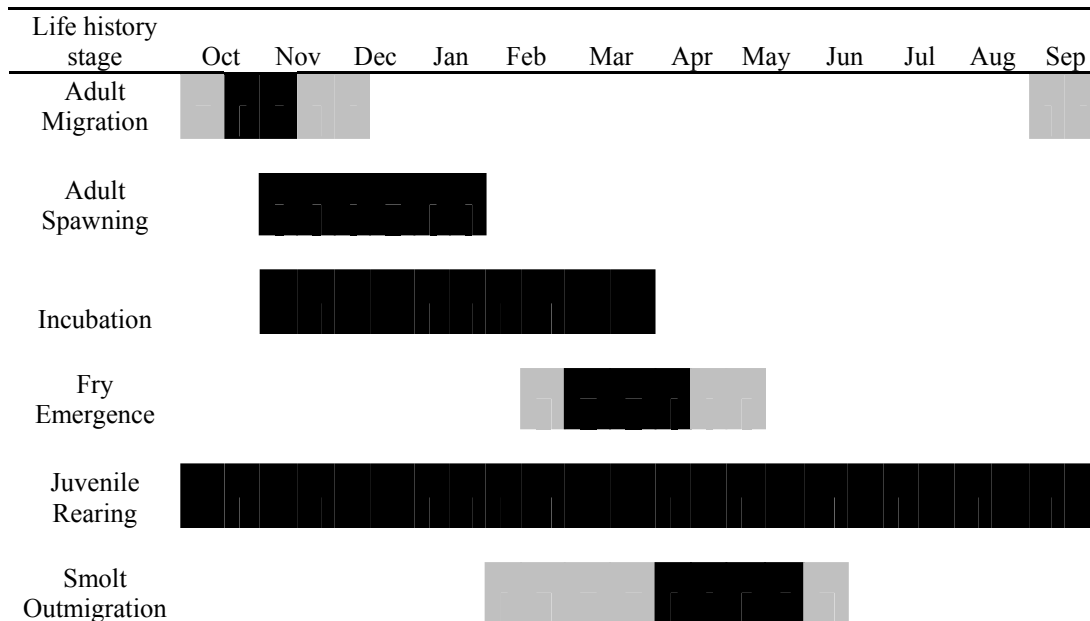 Life history
stage Oct Nov Dec Jan Feb Mar Apr May Jun Jul Aug Sep
Adult
Migration
Adult
Spawning
Incubation
Fry
Emergence
Juvenile
Rearing
Smolt
Outmigration